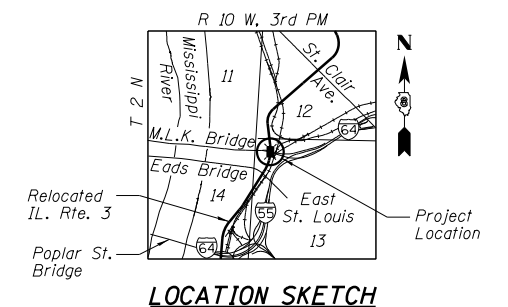 R 10 W, 3rd PM
T 2 N
Mississippi
River
11
St. Clair
Ave.
12
N
8
64
M.L.K. Bridge
Eads Bridge
14
East
St. Louis
55
13
64
Relocated
IL. Rte. 3
Poplar St.
Bridge
Project
Location
LOCATION SKETCH